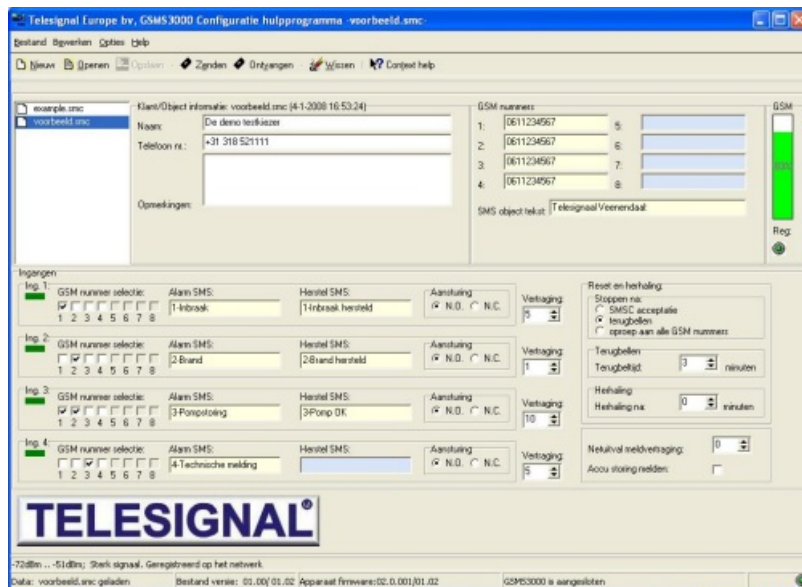 Telesignal Europe bv, GSMS3000 Configuratie hulpprogramma -voorbeeld.smc-
Bestand Bewerken Opties Help
Nieuw Openen Opslaan Zenden Ontvangen Wissen Context help
example.smc
voorbeeld.smc
Klant/Object informatie: voorbeeld.smc (4-1-2008 16:53:24)
Naam: De demo testkiezer
Telefoon nr.: +31 318 521111
Opmerkingen:
GSM nummers
1: 0611234567 5:
2: 0611234567 6:
3: 0611234567 7:
4: 0611234567 8:
SMS object tekst: Telesignaal Veenendaal:
GSM
Reg:
Ingangen
Ing. 1:
GSM nummer selectie: Alarm SMS: Herstel SMS: Aansturing Vertraging:
1-Inbraak 1-Inbraak hersteld N.O. N.C. 5
1 2 3 4 5 6 7 8
Ing. 2:
GSM nummer selectie: Alarm SMS: Herstel SMS: Aansturing Vertraging:
2-Brand 2-Brand hersteld N.O. N.C. 1
1 2 3 4 5 6 7 8
Ing. 3:
GSM nummer selectie: Alarm SMS: Herstel SMS: Aansturing Vertraging:
3-Pompstoring 3-Pomp OK N.O. N.C. 10
1 2 3 4 5 6 7 8
Ing. 4:
GSM nummer selectie: Alarm SMS: Herstel SMS: Aansturing Vertraging:
4-Technische melding N.O. N.C. 5
1 2 3 4 5 6 7 8
Reset en herhaling:
Stoppen na:
SMSC acceptatie
terugbellen
oproep aan alle GSM nummers
Terugbellen:
Terugbeltijd: 3 minuten
Herhaling:
Herhaling na: 0 minuten
Netuitval meldvertraging: 0
Accu storing melden:
TELESIGNAL®
-72dBm .. -51dBm; Sterk signaal. Geregistreerd op het netwerk
Data: voorbeeld.smc geladen Bestand versie: 01.00/01.02 Apparaat firmware:02.0.001/01.02 GSMS3000 is aangesloten